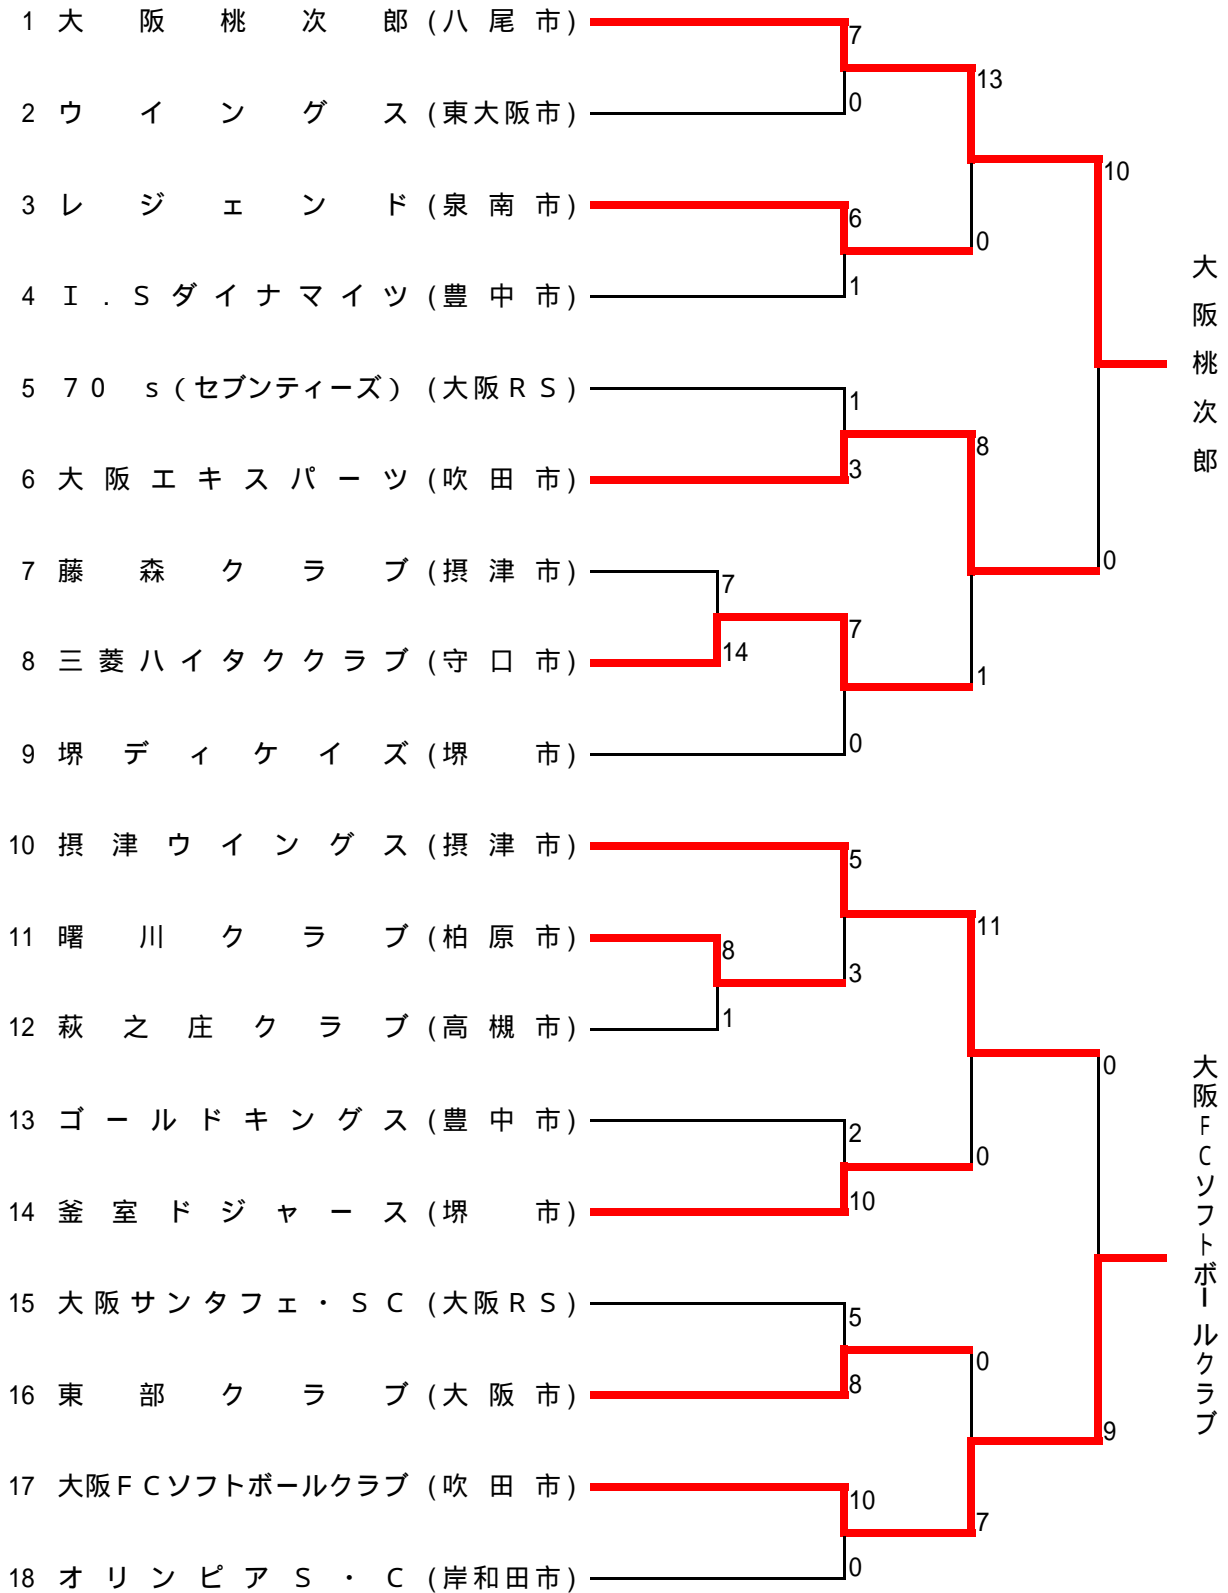 1 大阪桃次郎 (八尾市)
7
13
2 ウイングス (東大阪市)
0
10
3 レジェンド (泉南市)
6
0
4 I.Sダイナマイツ (豊中市)
1
大阪桃次郎
5 70 s(セブンティーズ) (大阪RS)
1
8
6 大阪エキスパーツ (吹田市)
3
0
7 藤森クラブ (摂津市)
7
7
8 三菱ハイタククラブ (守口市)
14
1
9 堺ディケイズ (堺市)
0
10 摂津ウイングス (摂津市)
5
11
11 曙川クラブ (柏原市)
8
3
12 萩之庄クラブ (高槻市)
1
0
13 ゴールドキングス (豊中市)
2
0
14 釜室ドジャース (堺市)
10
大阪FCソフトボールクラブ
15 大阪サンタフェ・SC (大阪RS)
5
0
16 東部クラブ (大阪市)
8
9
17 大阪FCソフトボールクラブ (吹田市)
10
7
18 オリンピアS・C (岸和田市)
0